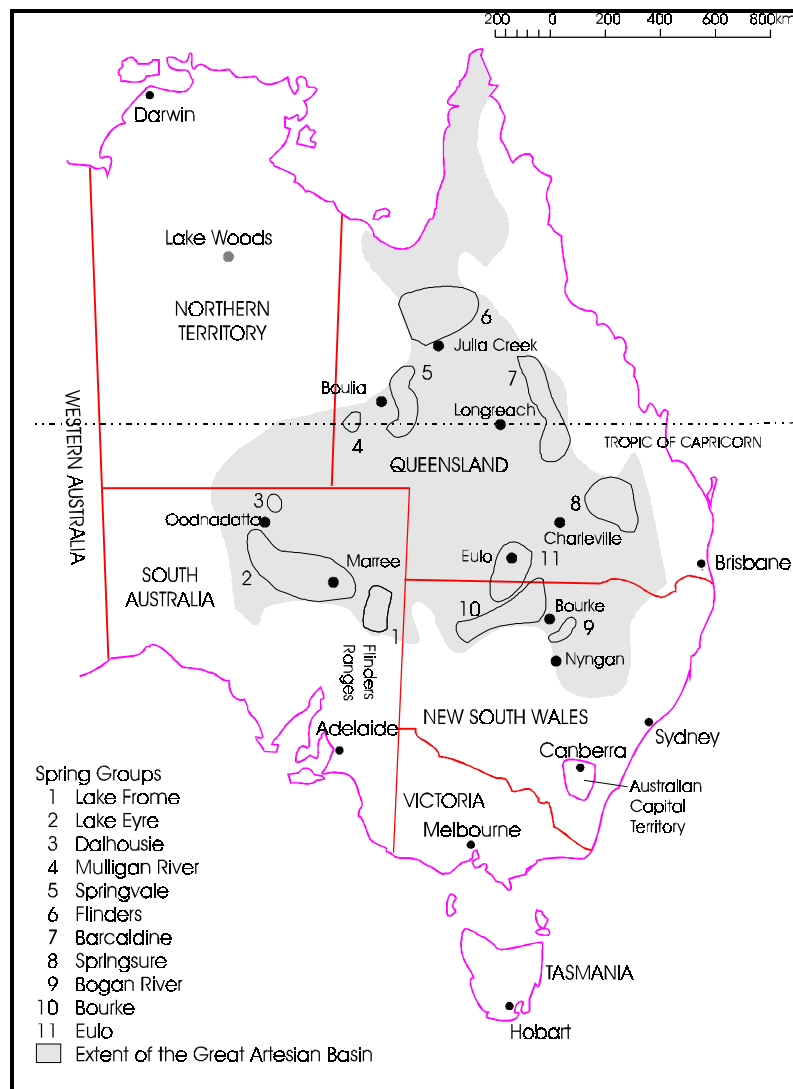 200 0 200 400 600 800km
Darwin
Lake Woods
NORTHERN
TERRITORY
6
Julia Creek
5
7
Boulia
Longreach
4
TROPIC OF CAPRICORN
WESTERN AUSTRALIA
QUEENSLAND
3
8
Oodnadatta
Charleville
Eulo
11
Marree
Brisbane
SOUTH
AUSTRALIA
2
10
Bourke
9
1
Nyngan
Flinders
Ranges
NEW SOUTH WALES
Adelaide
Sydney
Canberra
Australian
Capital
Territory
VICTORIA
Melbourne
TASMANIA
Hobart
Spring Groups
1 Lake Frome
2 Lake Eyre
3 Dalhousie
4 Mulligan River
5 Springvale
6 Flinders
7 Barcaldine
8 Springsure
9 Bogan River
10 Bourke
11 Eulo
Extent of the Great Artesian Basin